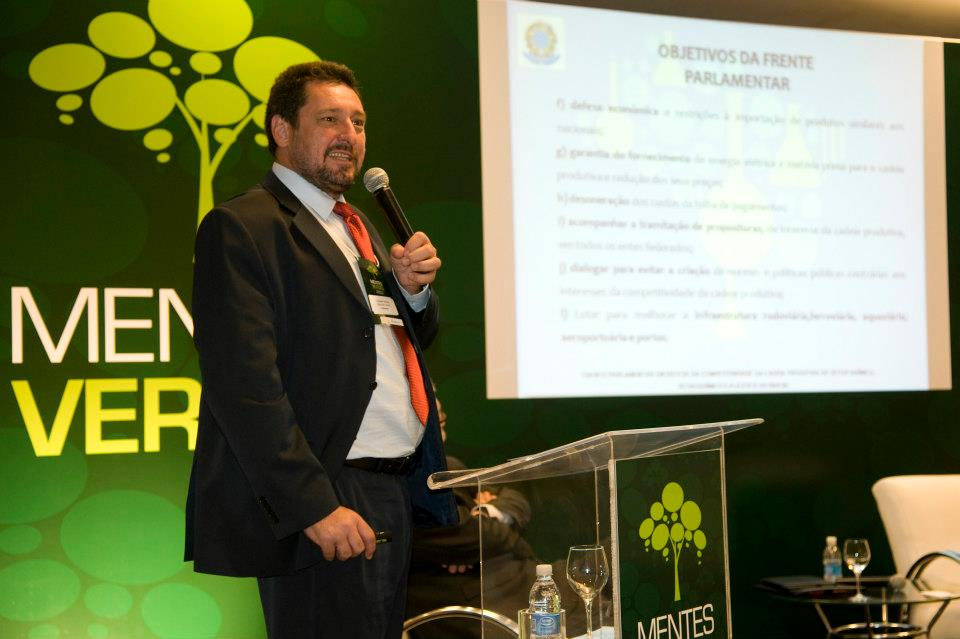 OBJETIVOS DA FRENTE
PARLAMENTAR
f) defesa econômica e restrições à importação de produtos similares aos
nacionais;
g) garantia do fornecimento de energia elétrica e matéria prima para a cadeia
produtiva e redução dos seus preços;
h) desoneração dos custos da folha de pagamentos;
i) acompanhar a tramitação de propositura, de interesse da cadeia produtiva,
em todos os entes federados;
j) dialogar para evitar a criação de normas e políticas públicas contrárias aos
interesses da competitividade da cadeia produtiva;
l) Lutar para melhorar a infraestrutura rodoviária, ferroviária, aquaviária,
aeroportuária e portos.
MEN
VER
MENTES
MENTES